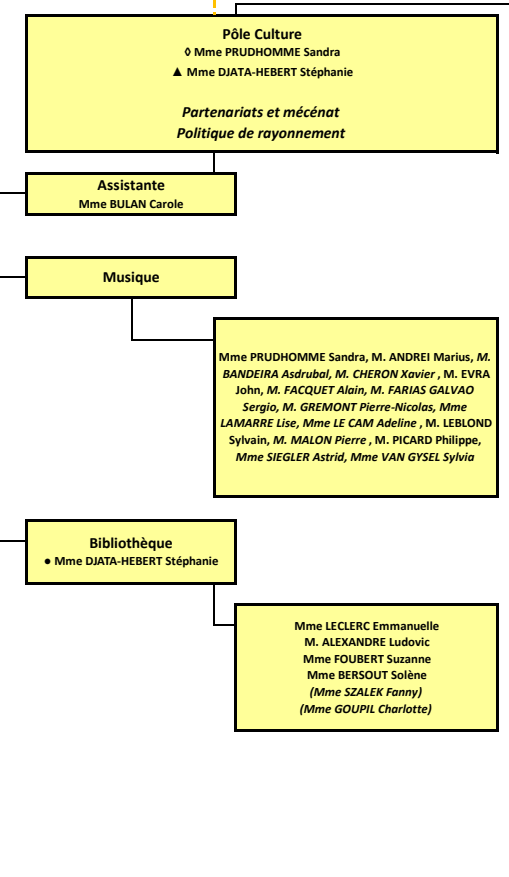 Pôle Culture
◊ Mme PRUDHOMME Sandra
▲ Mme DJATA-HEBERT Stéphanie
Partenariats et mécénat
Politique de rayonnement
Assistante
Mme BULAN Carole
Musique
Mme PRUDHOMME Sandra, M. ANDREI Marius, M.
BANDEIRA Asdrubal, M. CHERON Xavier , M. EVRA
John, M. FACQUET Alain, M. FARIAS GALVAO
Sergio, M. GREMONT Pierre-Nicolas, Mme
LAMARRE Lise, Mme LE CAM Adeline , M. LEBLOND
Sylvain, M. MALON Pierre , M. PICARD Philippe,
Mme SIEGLER Astrid, Mme VAN GYSEL Sylvia
Bibliothèque
● Mme DJATA-HEBERT Stéphanie
Mme LECLERC Emmanuelle
M. ALEXANDRE Ludovic
Mme FOUBERT Suzanne
Mme BERSOUT Solène
(Mme SZALEK Fanny)
(Mme GOUPIL Charlotte)